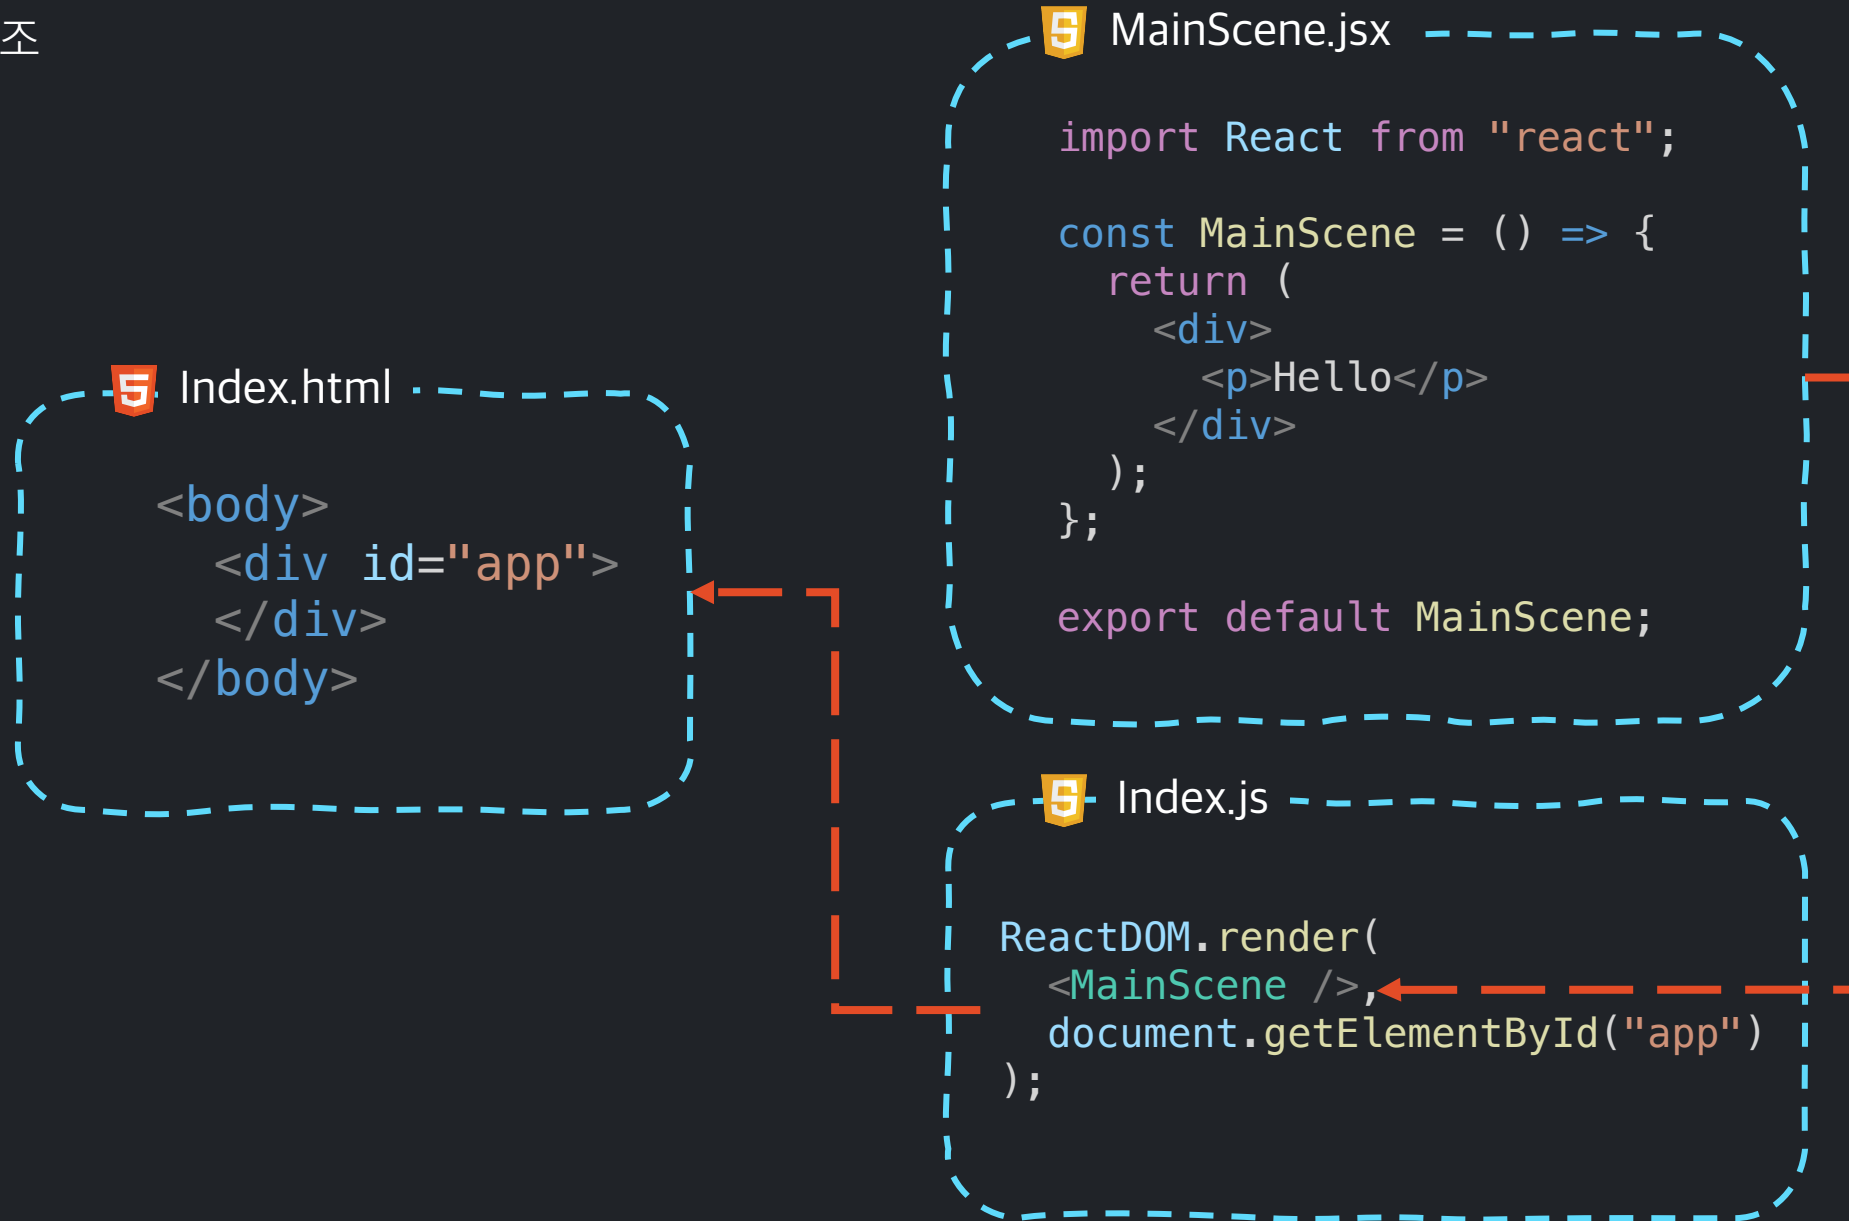 조
MainScene.jsx
import React from "react";
const MainScene = () => {
  return (
    <div>
      <p>Hello</p>
    </div>
  );
};
export default MainScene;
Index.html
<body>
  <div id="app">
  </div>
</body>
Index.js
ReactDOM.render(
  <MainScene />,
  document.getElementById("app")
);